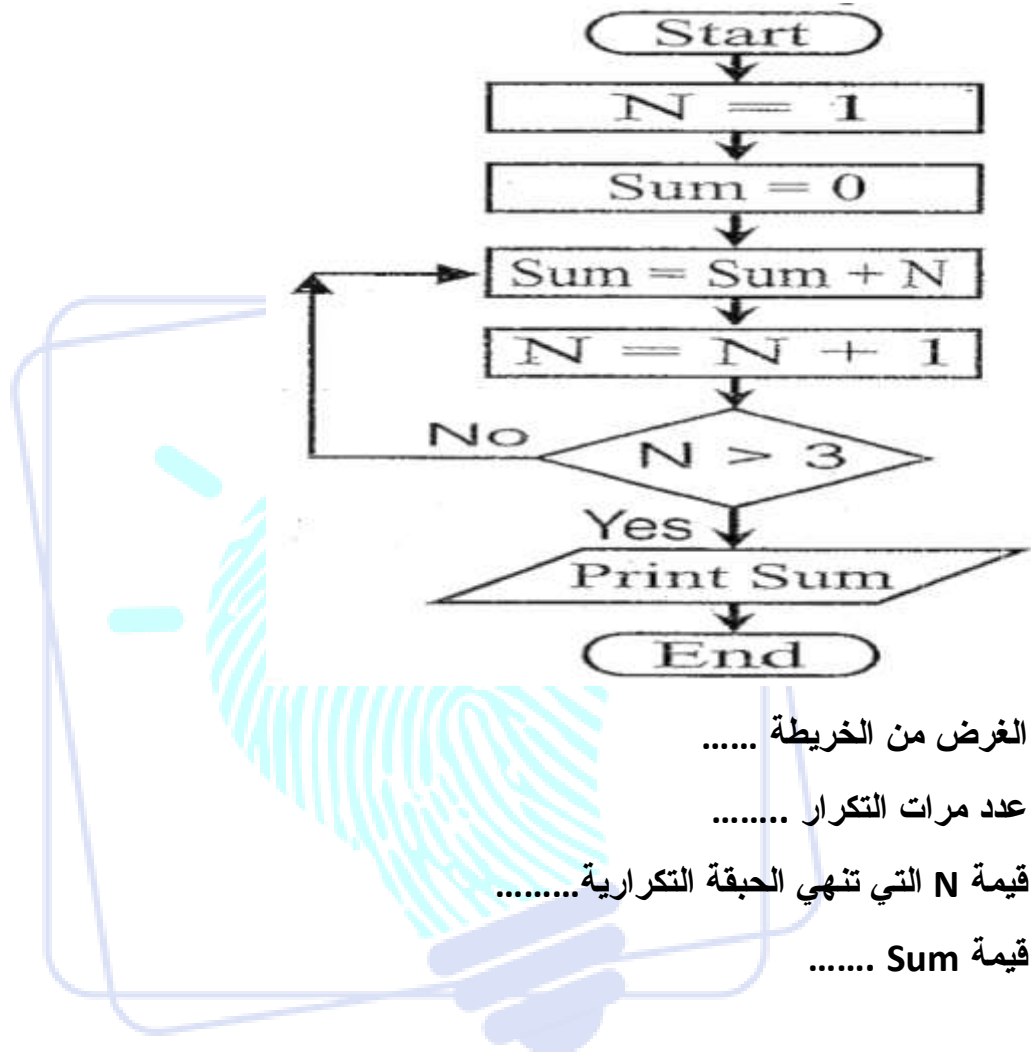 Start
N = 1
Sum = 0
Sum = Sum + N
N = N + 1
No
N > 3
Yes
Print Sum
End
الغرض من الخريطة ......
عدد مرات التكرار ........
قيمة N التي تنهي الحبقة التكرارية.........
قيمة Sum .......